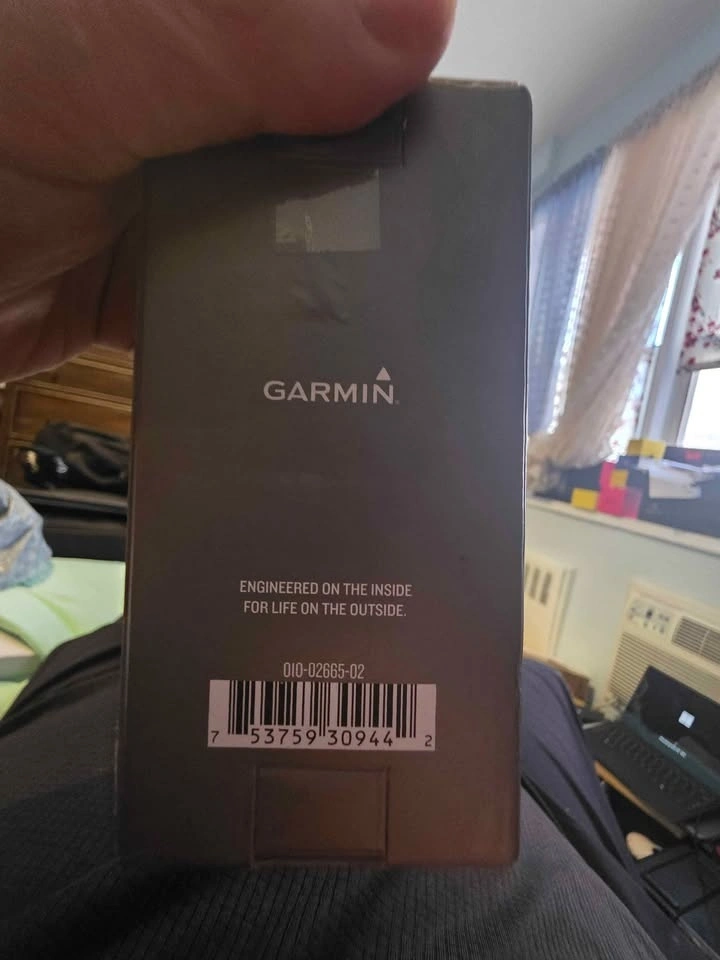 GARMIN
ENGINEERED ON THE INSIDE
FOR LIFE ON THE OUTSIDE.
010-02665-02
7 53759 30944 2